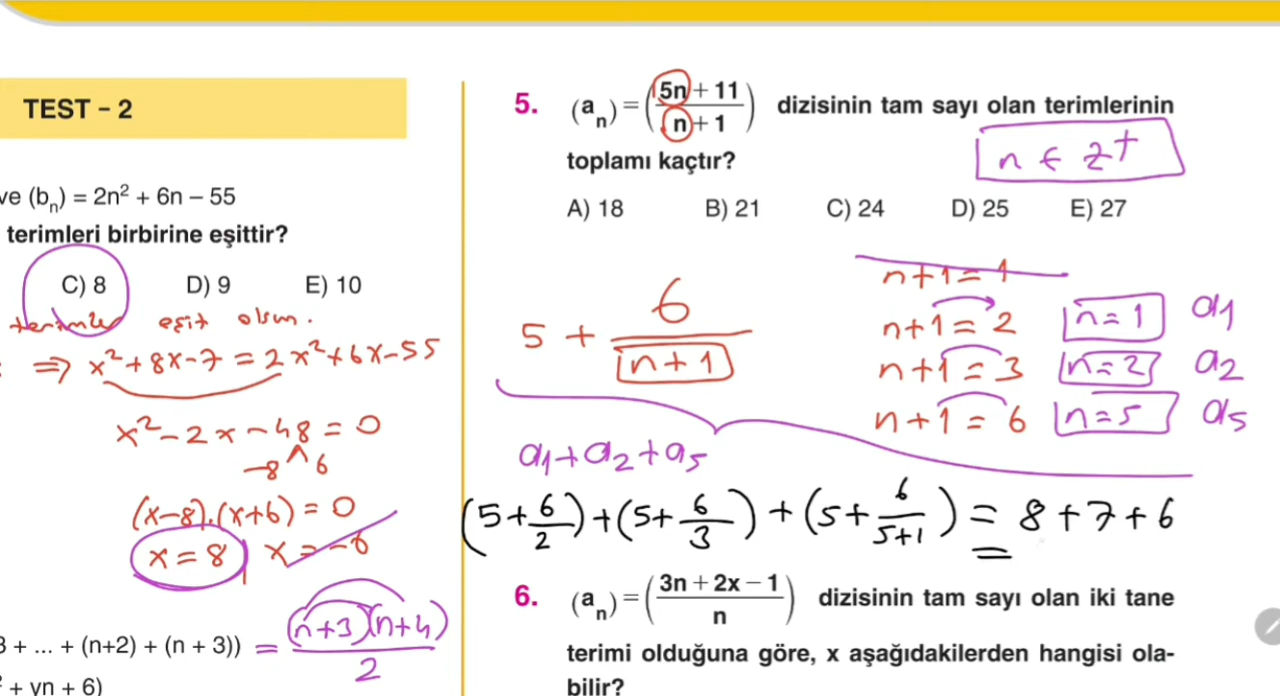 TEST – 2
ve (bₙ) = 2n² + 6n – 55
terimleri birbirine eşittir?
C) 8 D) 9 E) 10
terimler eşit olsun.
⇒ x²+8x-7 = 2x²+6x-55
x²-2x-48 = 0
-8 6
(x-8).(x+6) = 0
x = 8 x = -6
3 + ... + (n+2) + (n + 3)) = (n+3)(n+4)/2
+ yn + 6)
5. (aₙ) = (5n + 11 / n + 1) dizisinin tam sayı olan terimlerinin
toplamı kaçtır?
n ∈ Z⁺
A) 18 B) 21 C) 24 D) 25 E) 27
5 + 6/(n+1)
n+1 = 1
n+1 = 2 n=1 a₁
n+1 = 3 n=2 a₂
n+1 = 6 n=5 a₅
a₁+a₂+a₅
(5+6/2)+(5+6/3)+(5+6/(5+1)) = 8+7+6
6. (aₙ) = (3n + 2x – 1 / n) dizisinin tam sayı olan iki tane
terimi olduğuna göre, x aşağıdakilerden hangisi ola-
bilir?